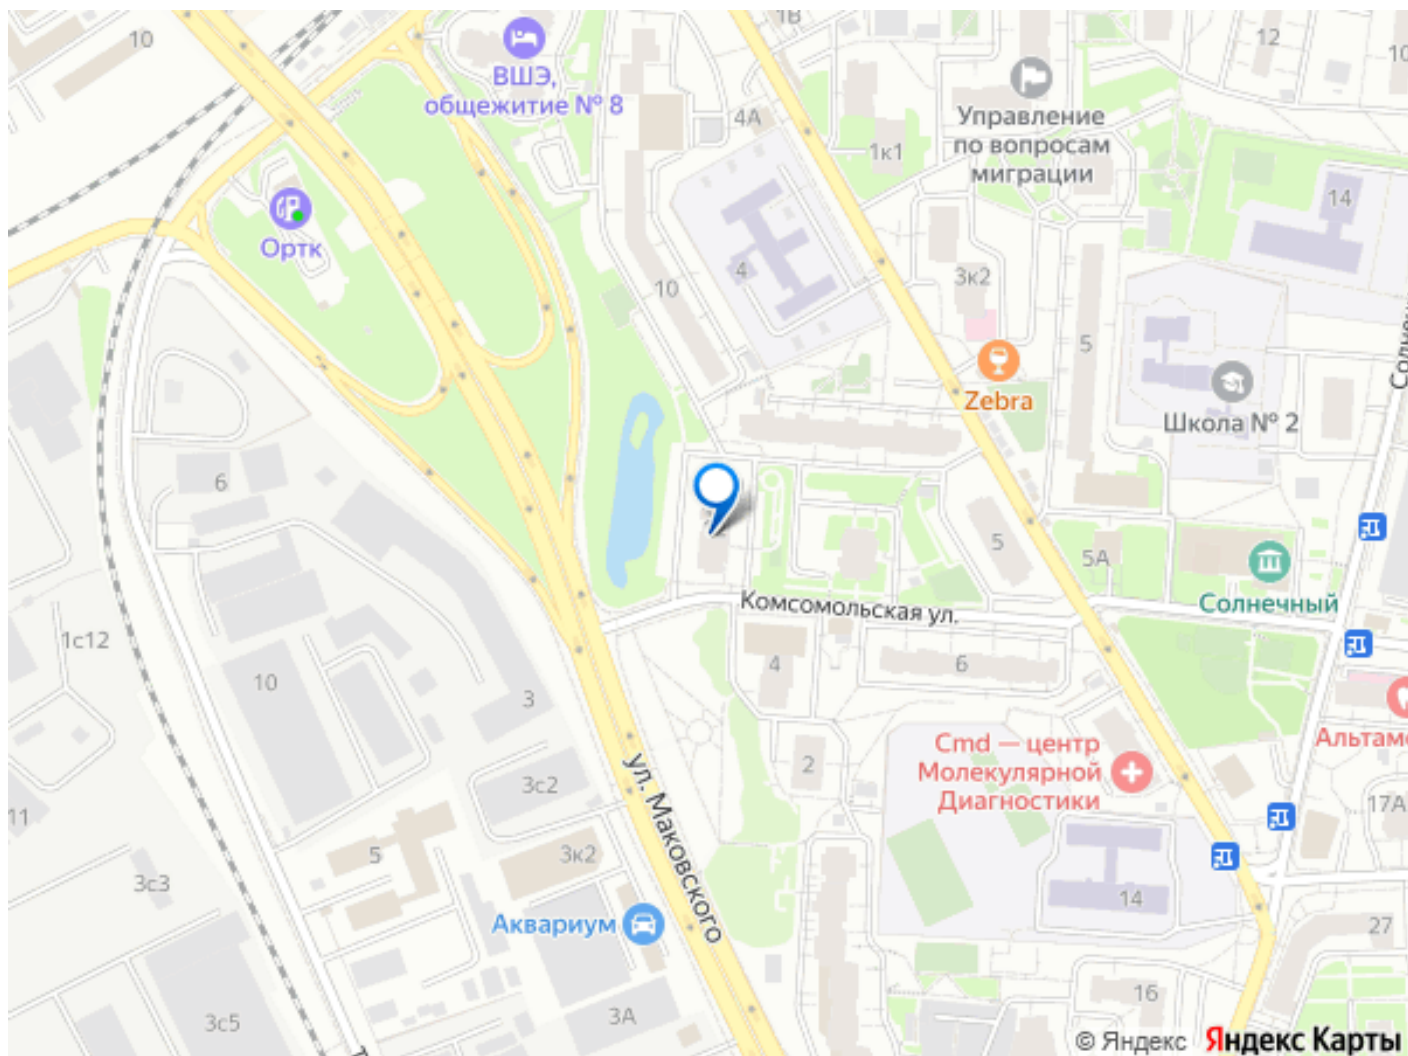 10
1В
12
10
ВШЭ,
общежитие № 8
4А
Управление
по вопросам
миграции
1к1
14
Ортк
4
10
3к2
5
Zebra
Школа № 2
6
5
5А
Солнечный
Комсомольская ул.
1с12
10
4
6
3
Альтам
Cmd — центр
Молекулярной
Диагностики
2
3с2
ул. Маковского
17А
11
5
3к2
3с3
14
Аквариум
27
16
3с5
3А
© Яндекс Яндекс Карты